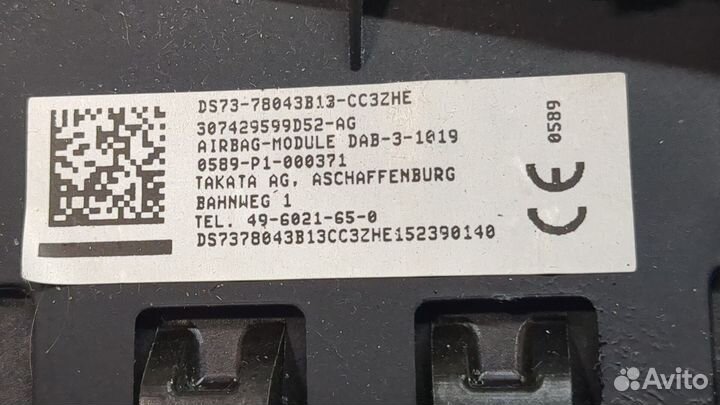 DS73-78043B13-CC3ZHE
307429599D52-AG
AIRBAG-MODULE DAB-3-1019
0589-P1-000371
TAKATA AG, ASCHAFFENBURG
BAHNWEG 1
TEL. 49-6021-65-0
DS7378043B13CC3ZHE152390140
CE
0589
Avito